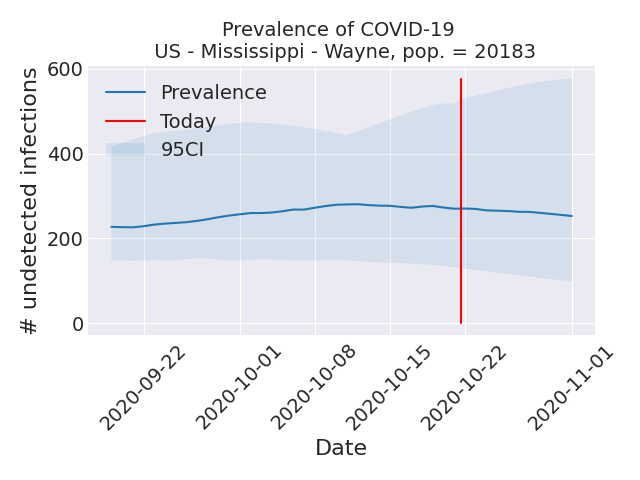 Prevalence of COVID-19
US - Mississippi - Wayne, pop. = 20183
# undetected infections
600
400
200
0
Prevalence
Today
95CI
2020-09-22
2020-10-01
2020-10-08
2020-10-15
2020-10-22
2020-11-01
Date